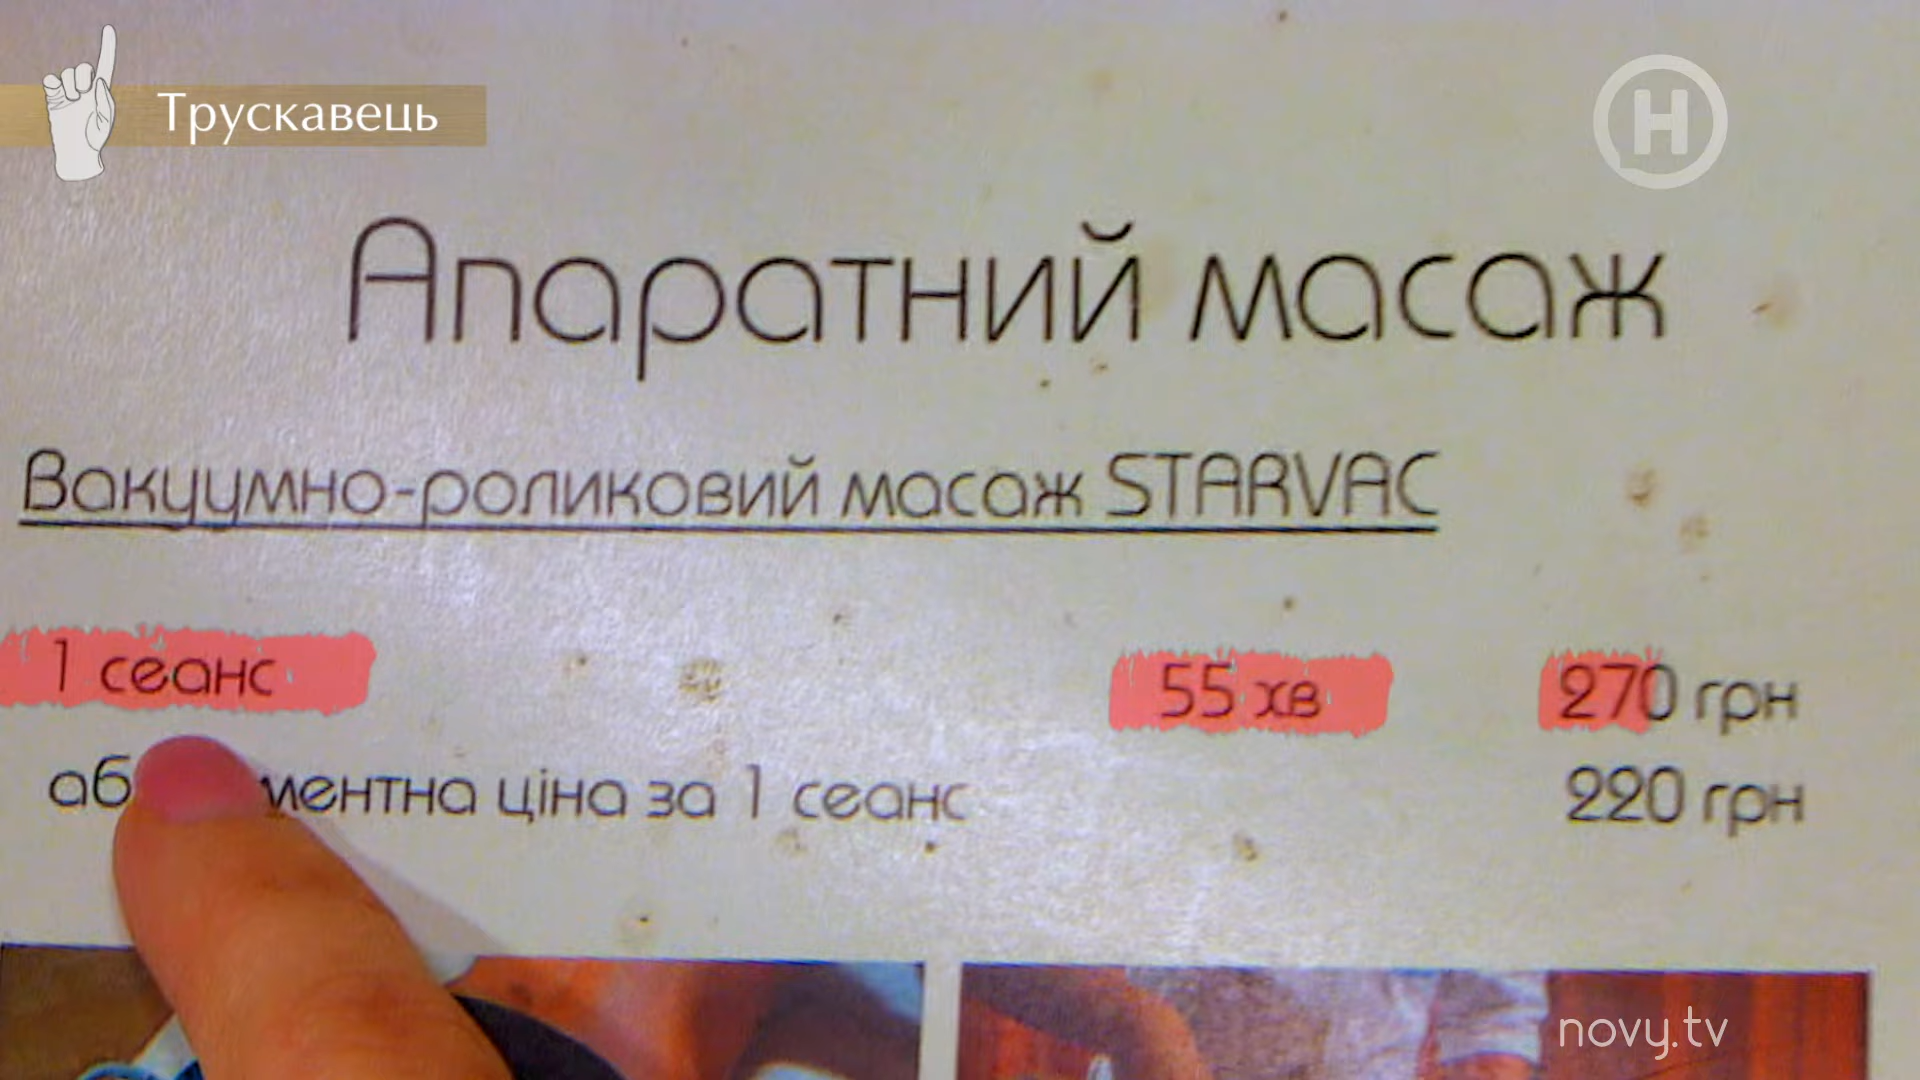 Трускавець
Н
Апаратний масаж
Вакуумно-роликовий масаж STARVAC
1 сеанс 55 хв 270 грн
ціна за 1 сеанс 220 грн
novy.tv